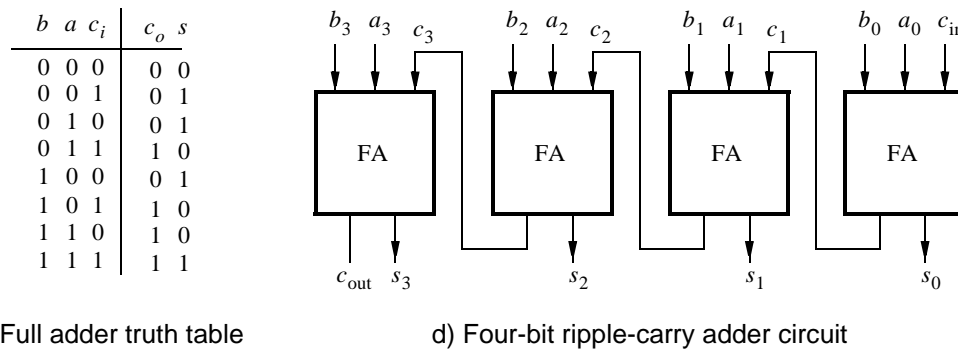 b a c_i c_o s
0 0 0 0 0
0 0 1 0 1
0 1 0 0 1
0 1 1 1 0
1 0 0 0 1
1 0 1 1 0
1 1 0 1 0
1 1 1 1 1
Full adder truth table
b_3 a_3 c_3 b_2 a_2 c_2 b_1 a_1 c_1 b_0 a_0 c_in
FA FA FA FA
c_out s_3 s_2 s_1 s_0
d) Four-bit ripple-carry adder circuit